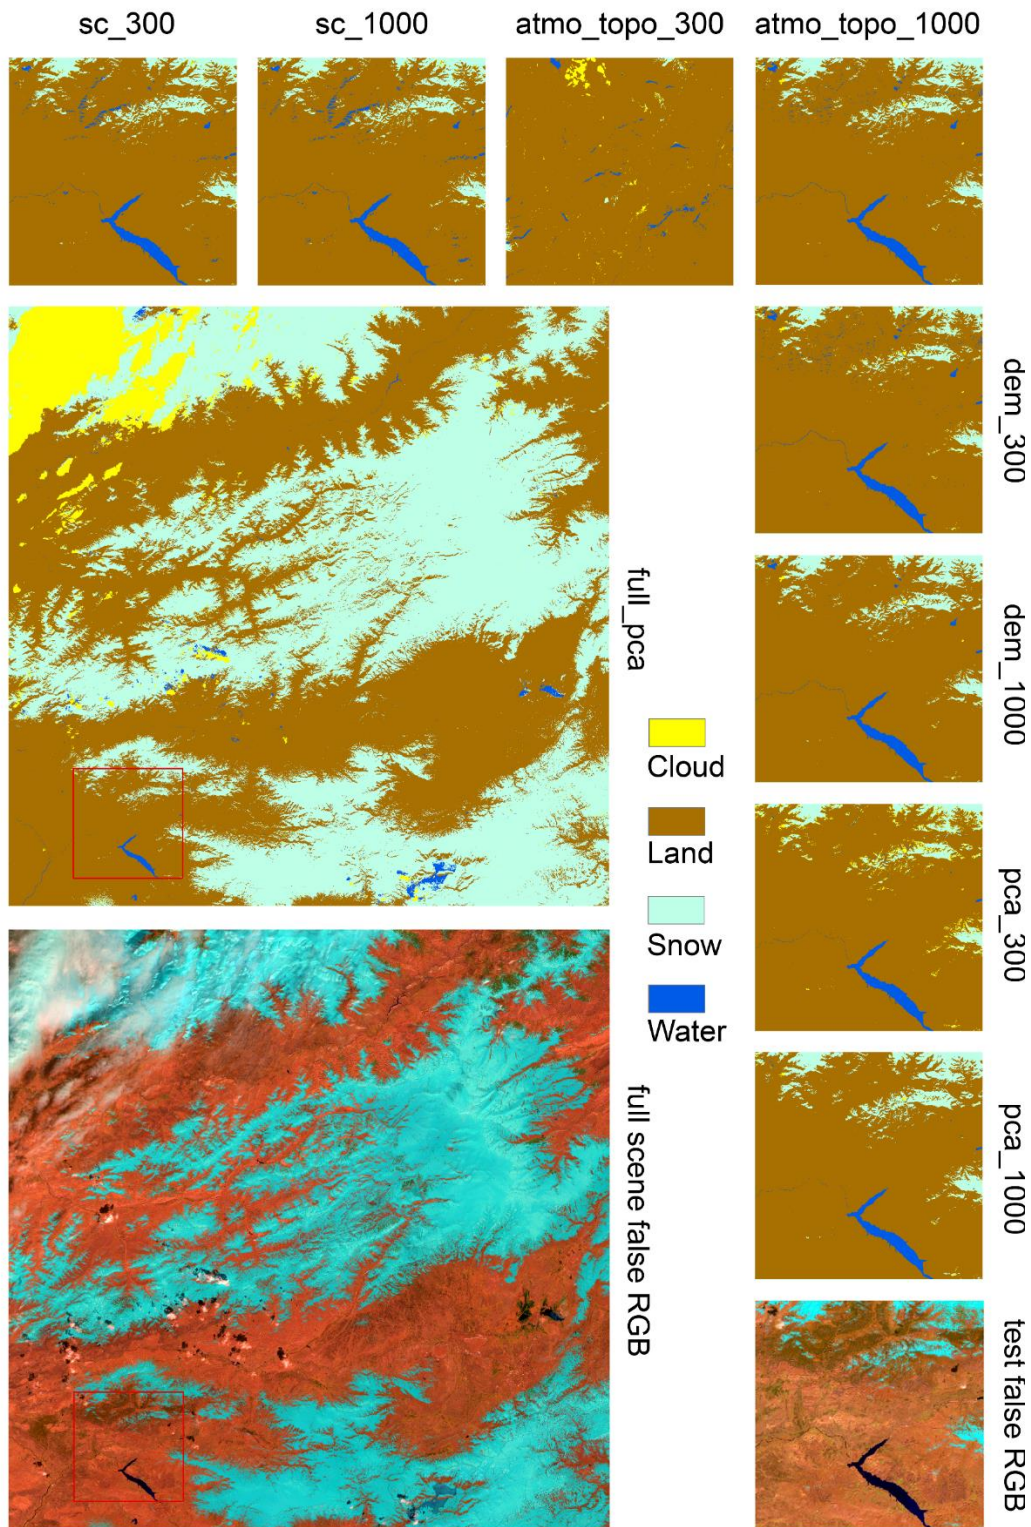 sc_300
sc_1000
atmo_topo_300
atmo_topo_1000
dem_300
dem_1000
full_pca
Cloud
Land
Snow
Water
pca_300
pca_1000
full scene false RGB
test false RGB